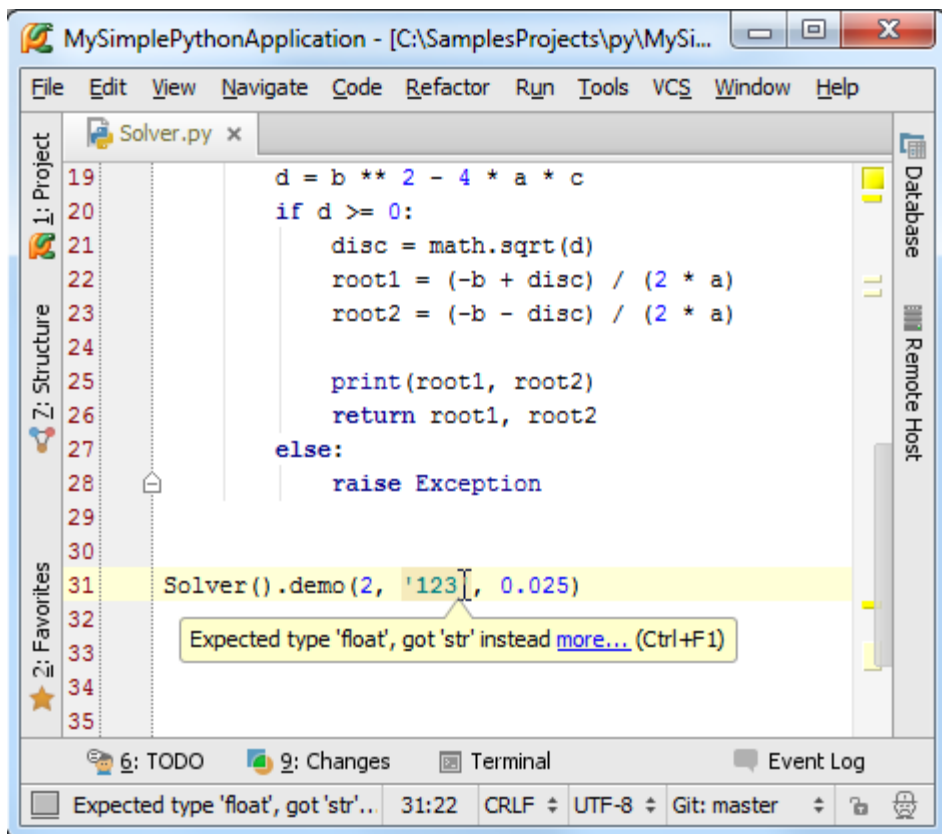 MySimplePythonApplication - [C:\SamplesProjects\py\MySi...
File Edit View Navigate Code Refactor Run Tools VCS Window Help
Solver.py
1: Project
7: Structure
2: Favorites
19 d = b ** 2 - 4 * a * c
20 if d >= 0:
21 disc = math.sqrt(d)
22 root1 = (-b + disc) / (2 * a)
23 root2 = (-b - disc) / (2 * a)
24
25 print(root1, root2)
26 return root1, root2
27 else:
28 raise Exception
29
30
31 Solver().demo(2, '123', 0.025)
32
Expected type 'float', got 'str' instead more... (Ctrl+F1)
33
34
35
Database
Remote Host
6: TODO 9: Changes Terminal Event Log
Expected type 'float', got 'str'... 31:22 CRLF UTF-8 Git: master